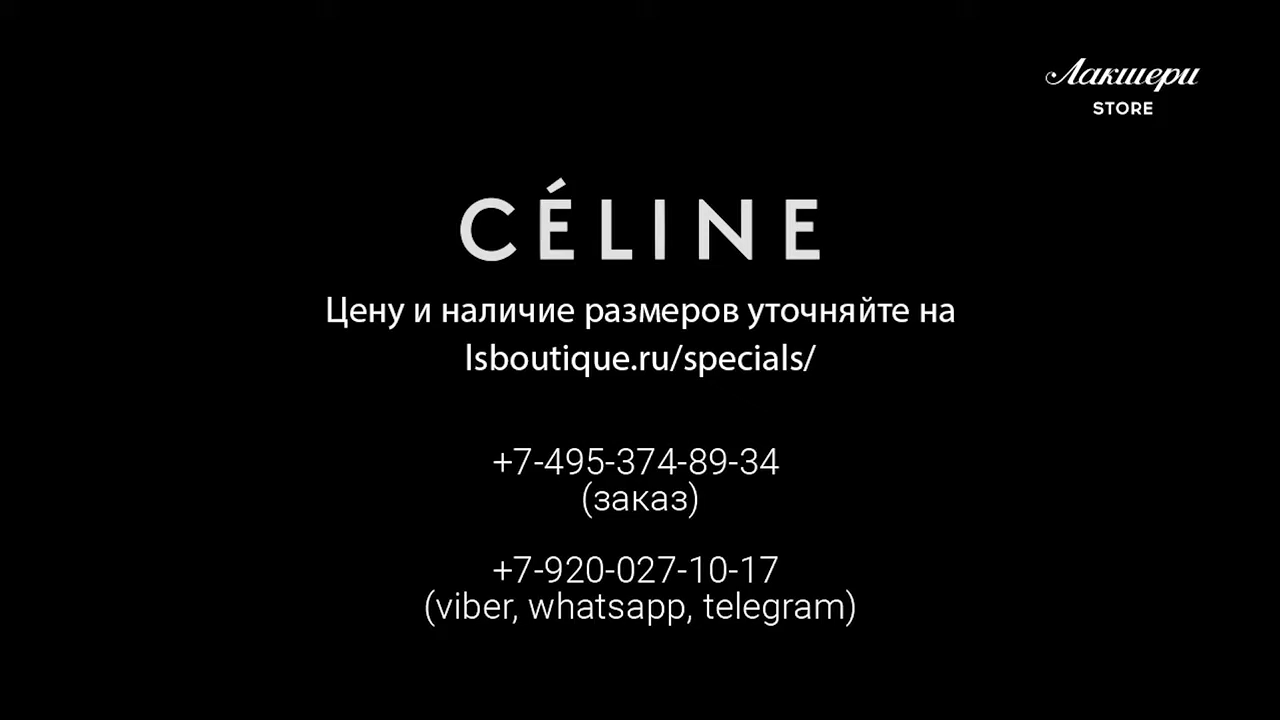 Лакшери
STORE
CÉLINE
Цену и наличие размеров уточняйте на
lsboutique.ru/specials/
+7-495-374-89-34
(заказ)
+7-920-027-10-17
(viber, whatsapp, telegram)